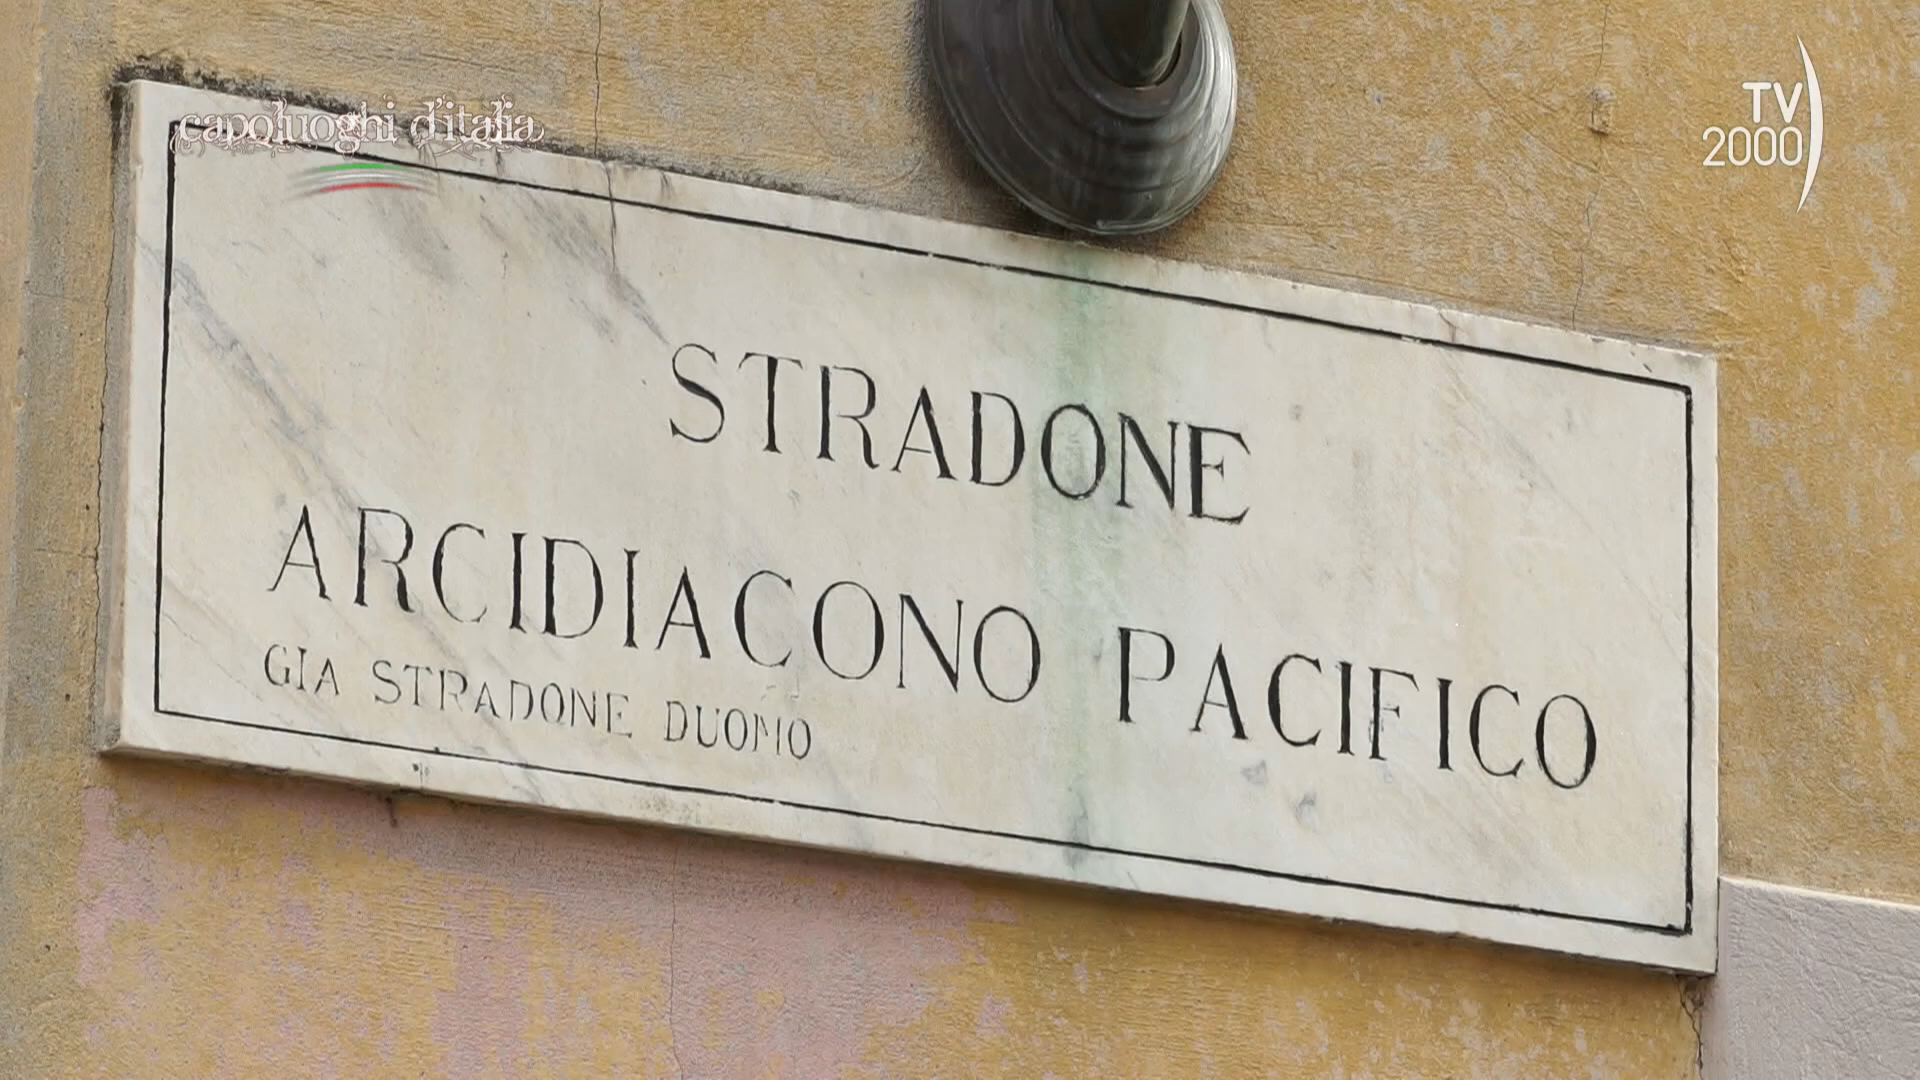 capoluoghi d'italia
TV
2000
STRADONE
ARCIDIACONO PACIFICO
GIA STRADONE DUOMO